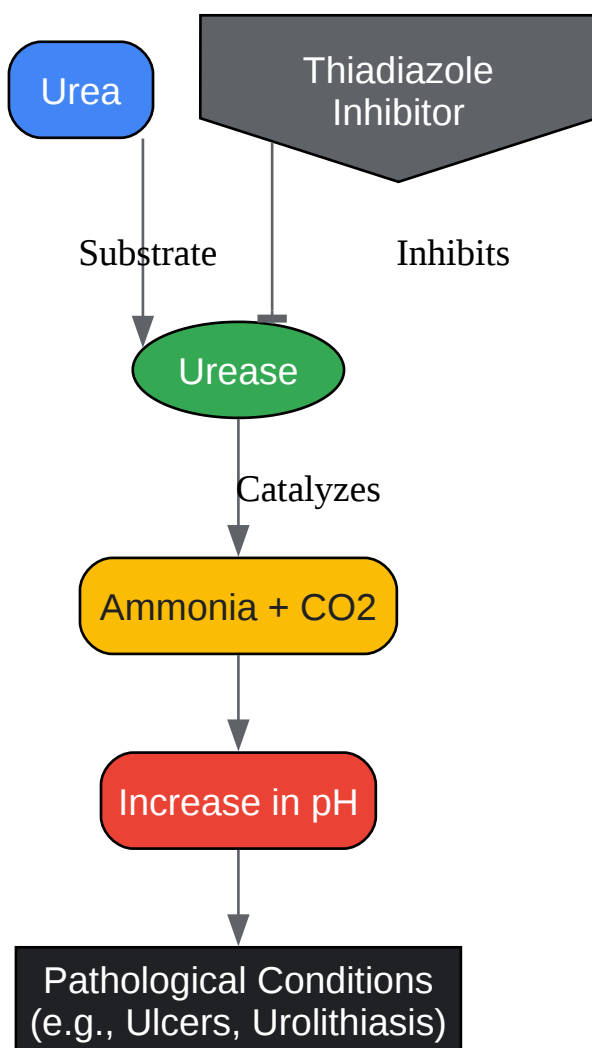 Urea
Thiadiazole
Inhibitor
Substrate
Inhibits
Urease
Catalyzes
Ammonia + CO2
Increase in pH
Pathological Conditions
(e.g., Ulcers, Urolithiasis)